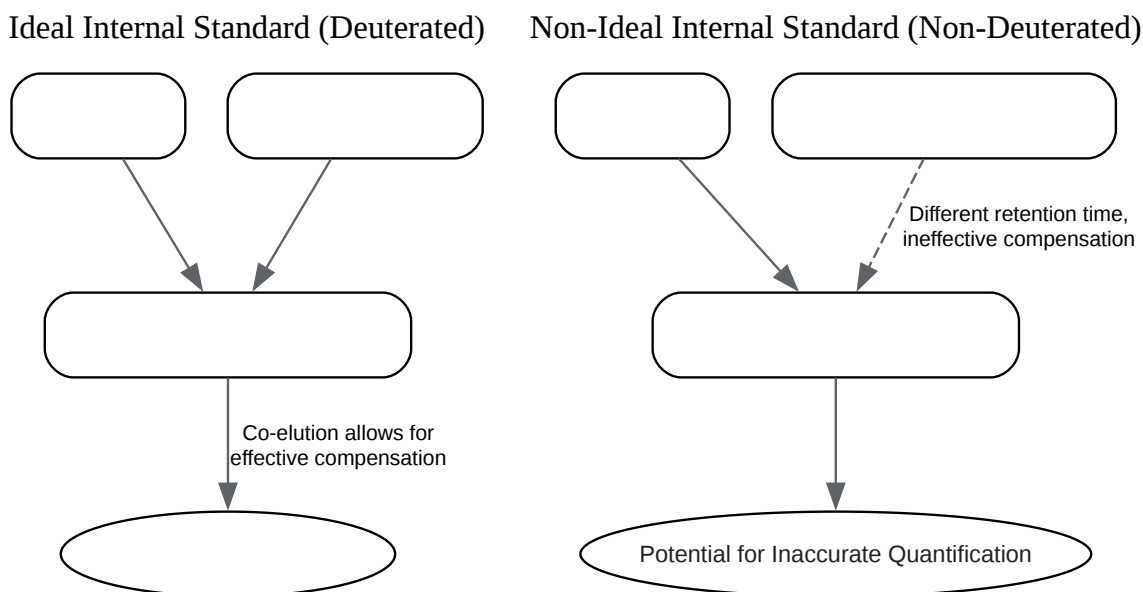 Ideal Internal Standard (Deuterated)
Non-Ideal Internal Standard (Non-Deuterated)
Different retention time,
ineffective compensation
Co-elution allows for
effective compensation
Potential for Inaccurate Quantification